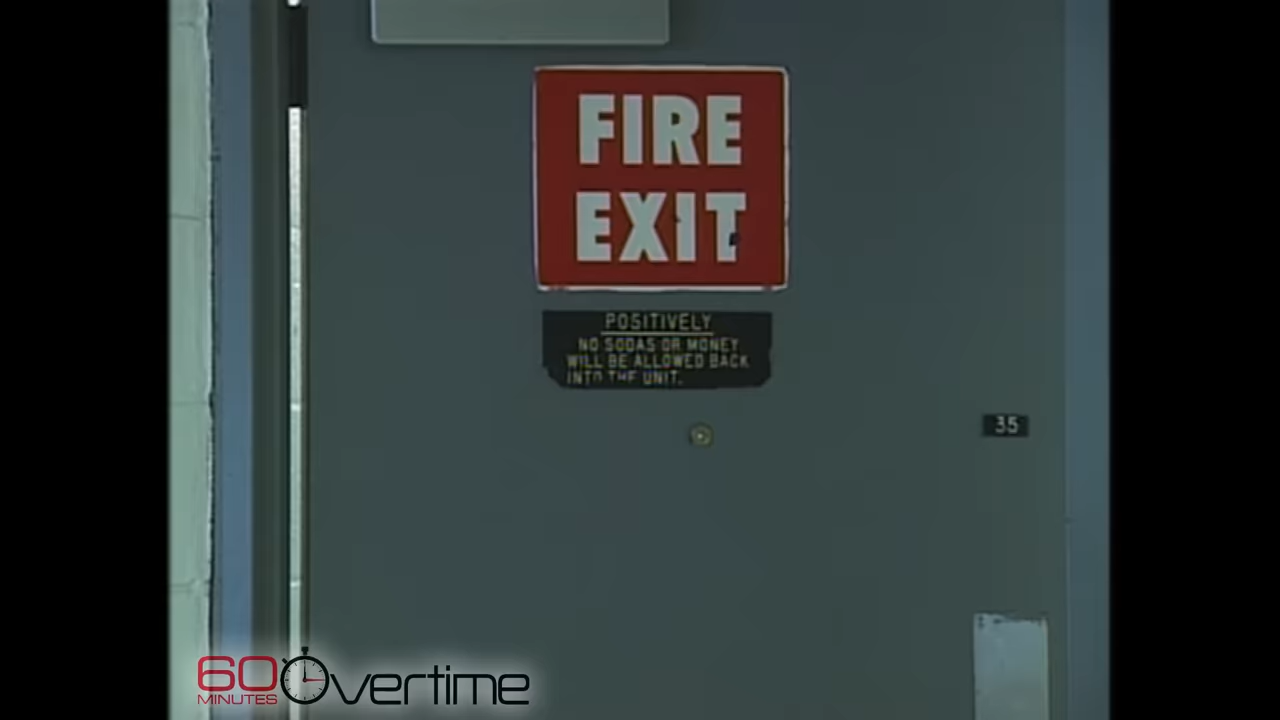 FIRE
EXIT
POSITIVELY
NO SODAS OR MONEY
WILL BE ALLOWED BACK
INTO THE UNIT.
35
60 Overtime
MINUTES